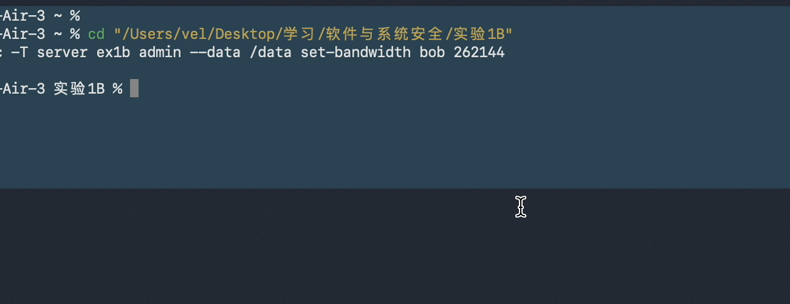 -Air-3 ~ %
-Air-3 ~ % cd "/Users/vel/Desktop/学习/软件与系统安全/实验1B"
c -T server ex1b admin --data /data set-bandwidth bob 262144
-Air-3 实验1B %